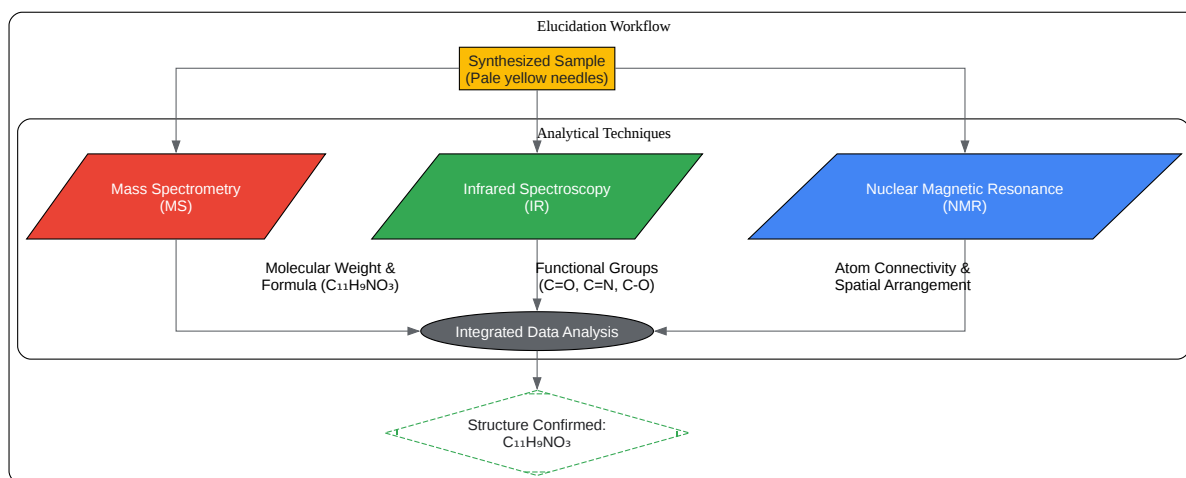 Elucidation Workflow
Synthesized Sample
(Pale yellow needles)
Analytical Techniques
Mass Spectrometry
(MS)
Infrared Spectroscopy
(IR)
Nuclear Magnetic Resonance
(NMR)
Molecular Weight &
Formula (C₁₁H₉NO₃)
Functional Groups
(C=O, C=N, C-O)
Atom Connectivity &
Spatial Arrangement
Integrated Data Analysis
Structure Confirmed:
C₁₁H₉NO₃